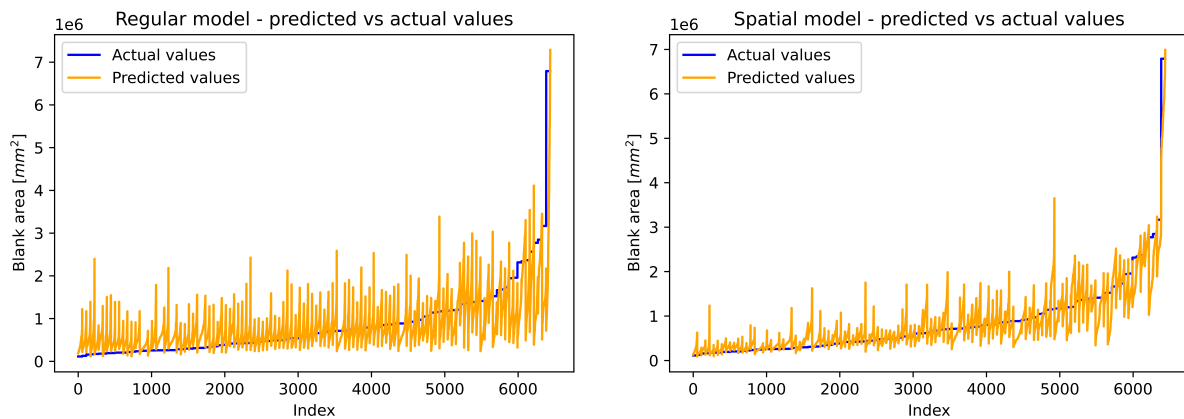 Regular model - predicted vs actual values
1e6
Actual values
Predicted values
Blank area [mm²]
7
6
5
4
3
2
1
0
0 1000 2000 3000 4000 5000 6000
Index
Spatial model - predicted vs actual values
1e6
Actual values
Predicted values
Blank area [mm²]
7
6
5
4
3
2
1
0
0 1000 2000 3000 4000 5000 6000
Index